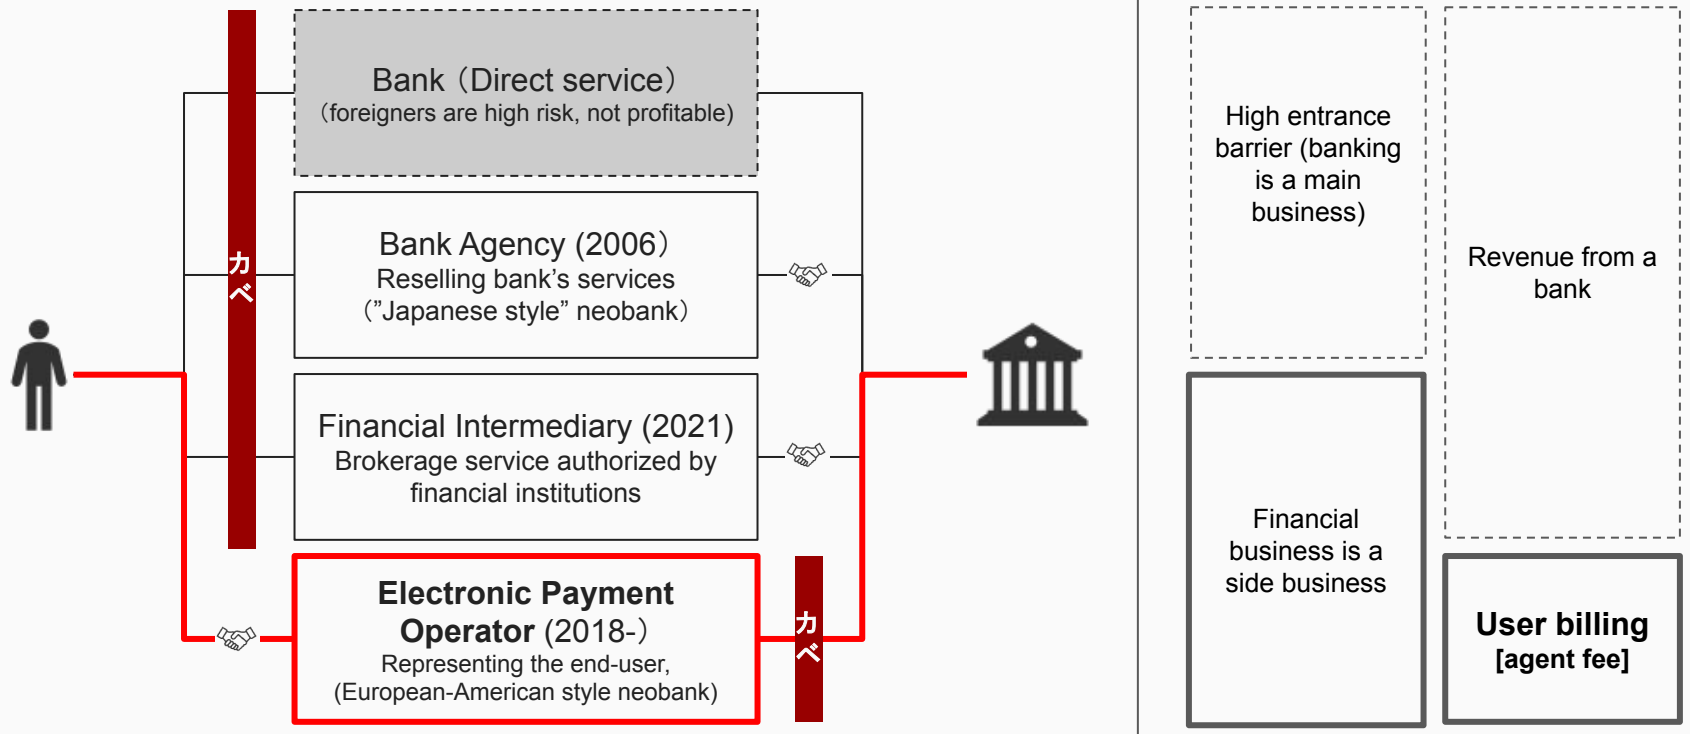 Bank（Direct service）
（foreigners are high risk, not profitable)
カベ
Bank Agency (2006）
Reselling bank’s services
（”Japanese style” neobank）
Financial Intermediary (2021)
Brokerage service authorized by
financial institutions
Electronic Payment
Operator (2018-）
Representing the end-user,
(European-American style neobank)
カベ
High entrance
barrier (banking
is a main
business)
Revenue from a
bank
Financial
business is a
side business
User billing
[agent fee]